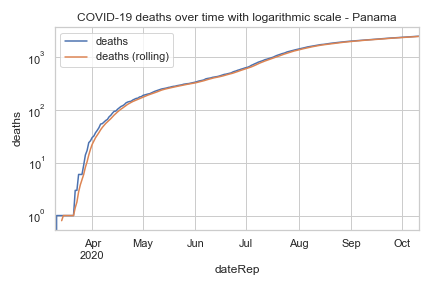 COVID-19 deaths over time with logarithmic scale - Panama
deaths
deaths (rolling)
10³
10²
10¹
10⁰
deaths
Apr
2020
May
Jun
Jul
Aug
Sep
Oct
dateRep